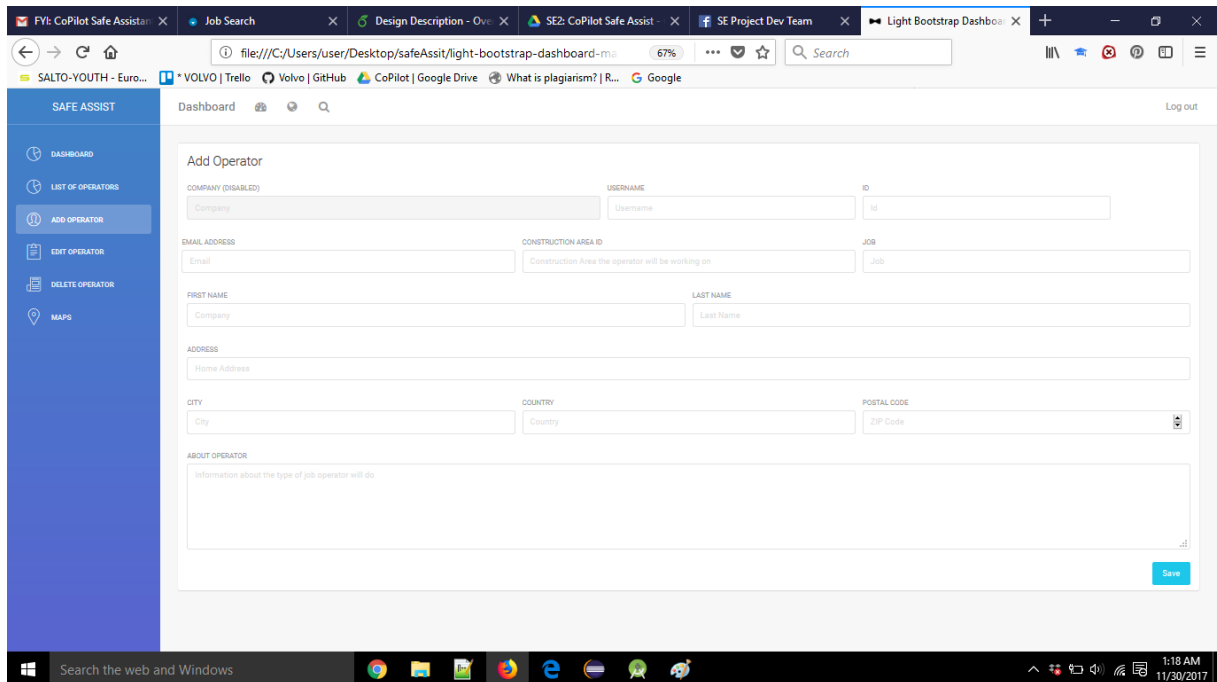 FYI: CoPilot Safe Assistan
Job Search
Design Description - Ove
SE2: CoPilot Safe Assist -
SE Project Dev Team
Light Bootstrap Dashboar
file:///C:/Users/user/Desktop/safeAssit/light-bootstrap-dashboard-ma
67%
Search
SALTO-YOUTH - Euro...
* VOLVO | Trello
Volvo | GitHub
CoPilot | Google Drive
What is plagiarism? | R...
Google
SAFE ASSIST
Dashboard
Log out
DASHBOARD
LIST OF OPERATORS
ADD OPERATOR
EDIT OPERATOR
DELETE OPERATOR
MAPS
Add Operator
COMPANY (DISABLED)
USERNAME
ID
Company
Username
Id
EMAIL ADDRESS
CONSTRUCTION AREA ID
JOB
Email
Construction Area the operator will be working on
Job
FIRST NAME
LAST NAME
Company
Last Name
ADDRESS
Home Address
CITY
COUNTRY
POSTAL CODE
City
Country
ZIP Code
ABOUT OPERATOR
Information about the type of job operator will do
Save
Search the web and Windows
1:18 AM
11/30/2017